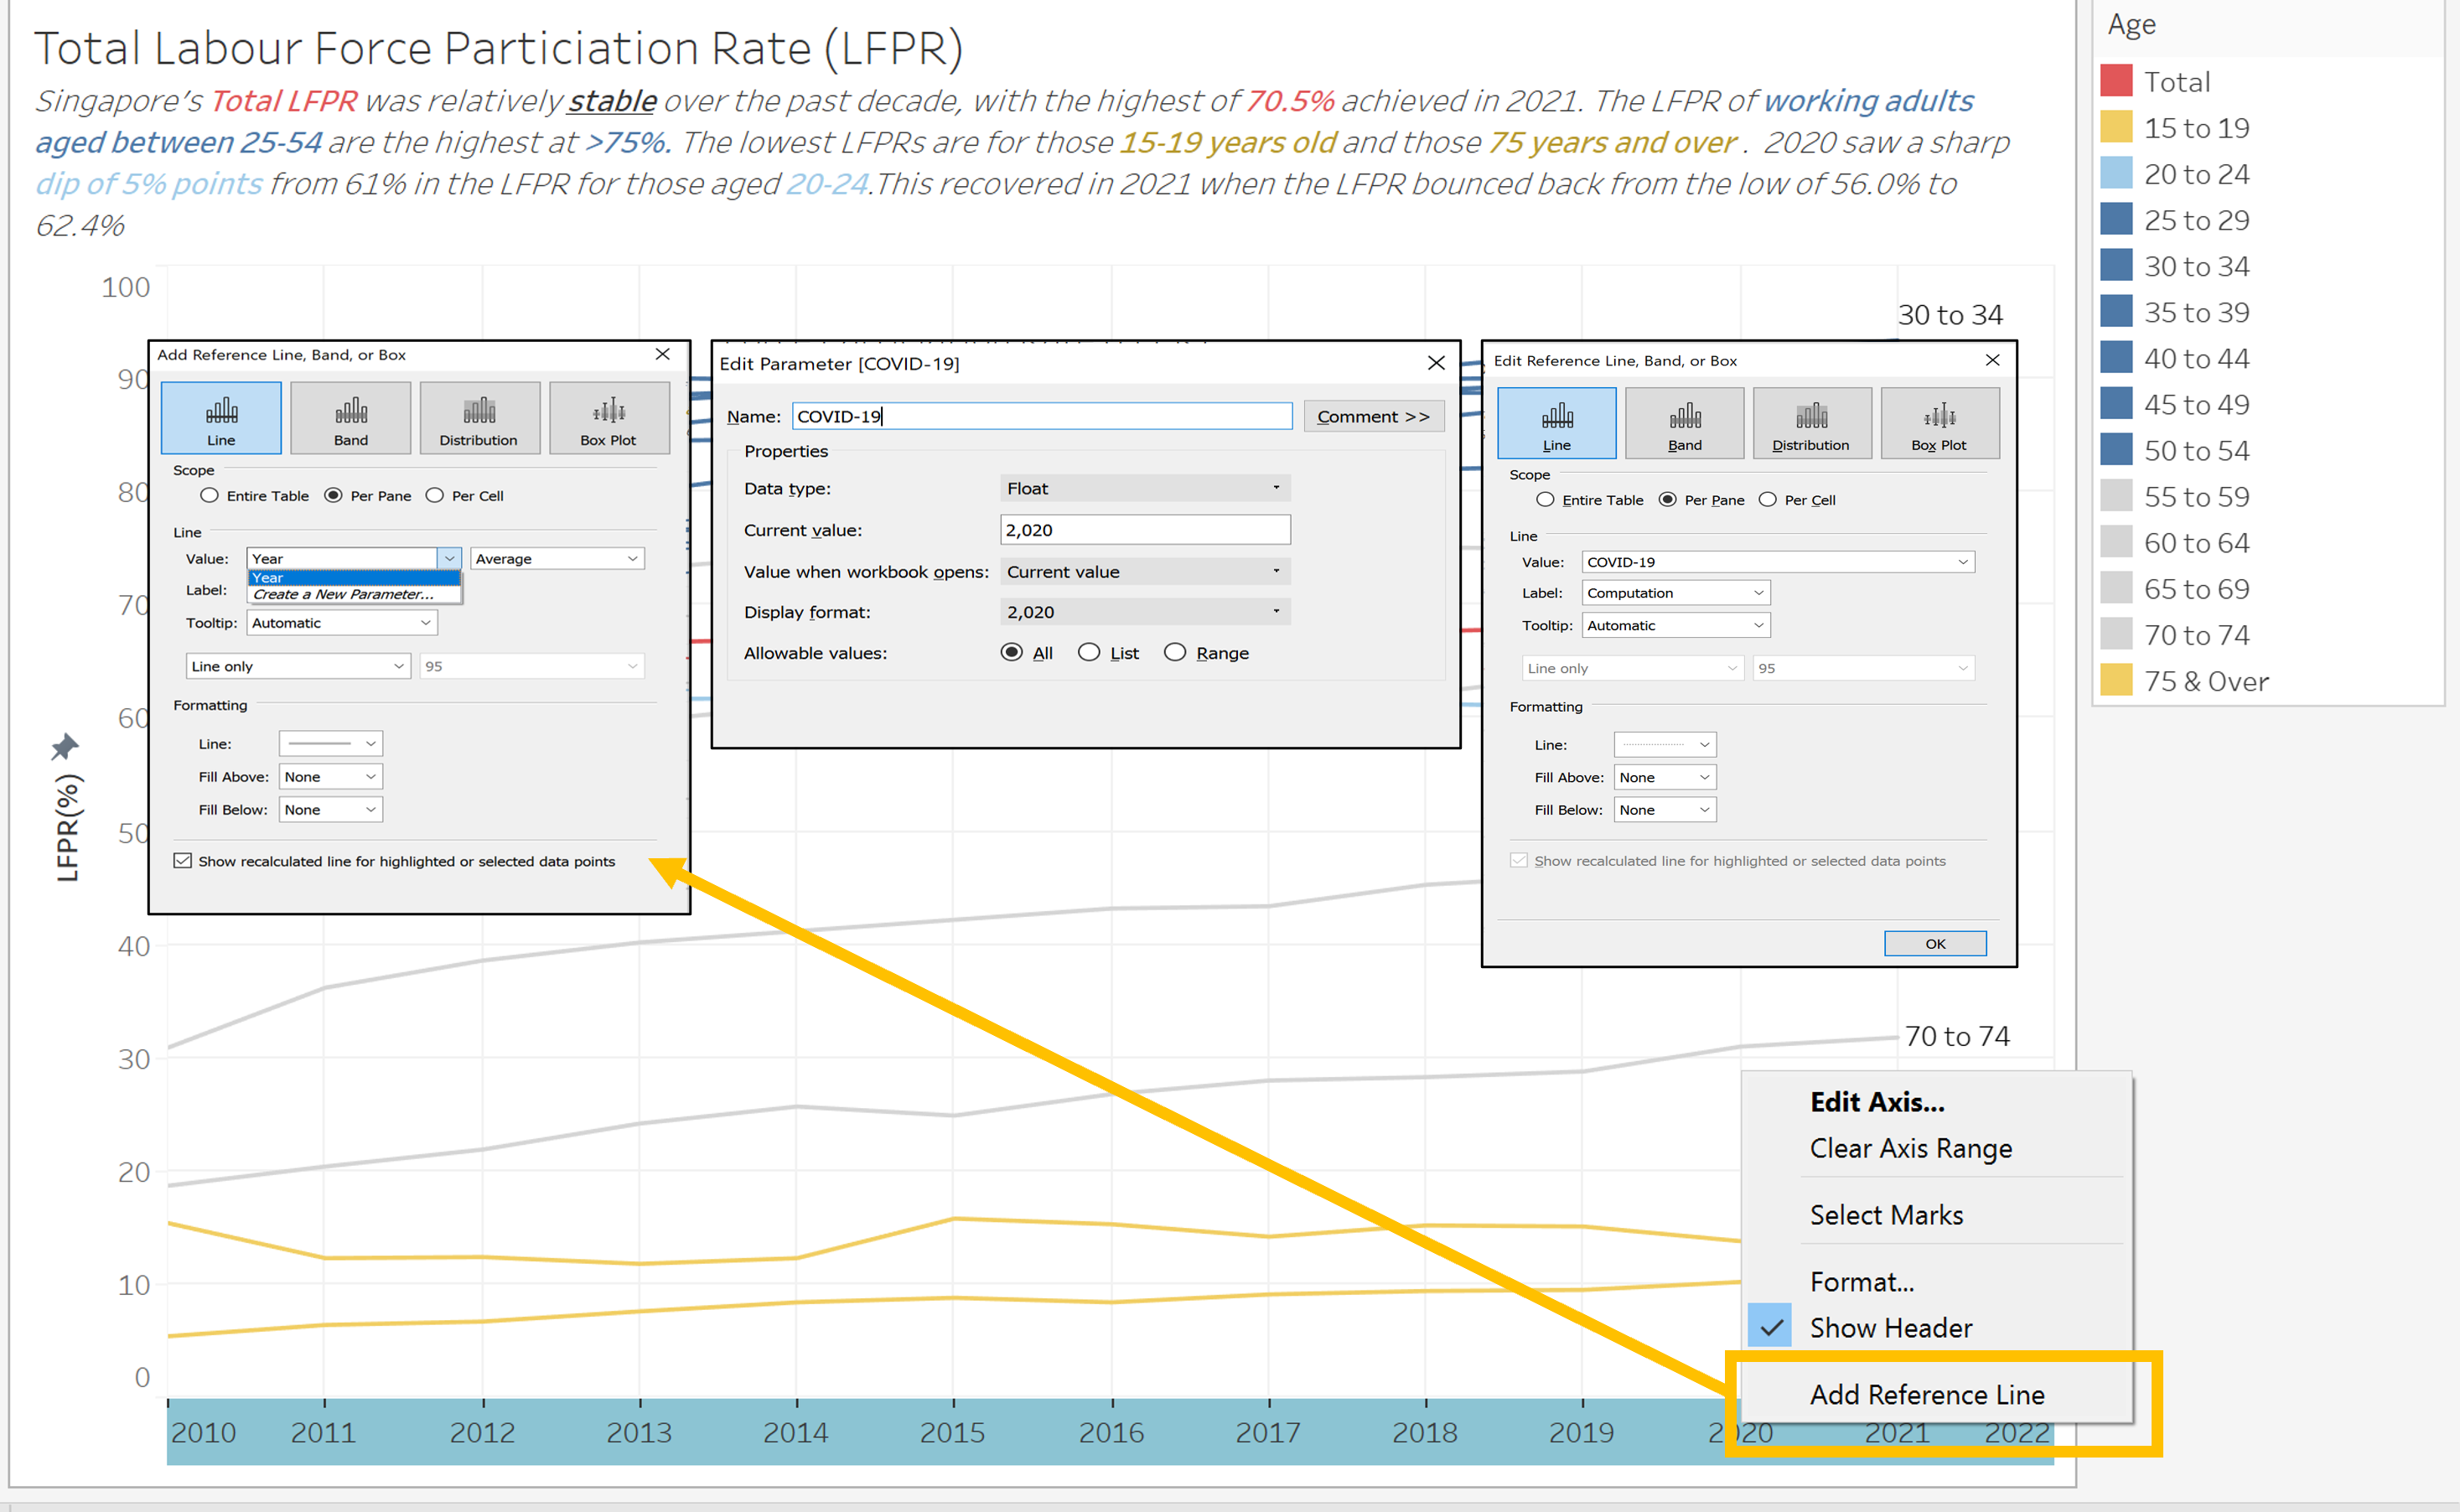 Total Labour Force Particiation Rate (LFPR)
Singapore's Total LFPR was relatively stable over the past decade, with the highest of 70.5% achieved in 2021. The LFPR of working adults
aged between 25-54 are the highest at >75%. The lowest LFPRs are for those 15-19 years old and those 75 years and over . 2020 saw a sharp
dip of 5% points from 61% in the LFPR for those aged 20-24.This recovered in 2021 when the LFPR bounced back from the low of 56.0% to
62.4%
Age
Total
15 to 19
20 to 24
25 to 29
30 to 34
35 to 39
40 to 44
45 to 49
50 to 54
55 to 59
60 to 64
65 to 69
70 to 74
75 & Over
LFPR(%)
100
90
80
70
60
50
40
30
20
10
0
30 to 34
70 to 74
Add Reference Line, Band, or Box
Line Band Distribution Box Plot
Scope
Entire Table Per Pane Per Cell
Line
Value: Year Average
Year
Label: Create a New Parameter...
Tooltip: Automatic
Line only 95
Formatting
Line:
Fill Above: None
Fill Below: None
Show recalculated line for highlighted or selected data points
Edit Parameter [COVID-19]
Name: COVID-19 Comment >>
Properties
Data type: Float
Current value: 2,020
Value when workbook opens: Current value
Display format: 2,020
Allowable values: All List Range
Edit Reference Line, Band, or Box
Line Band Distribution Box Plot
Scope
Entire Table Per Pane Per Cell
Line
Value: COVID-19
Label: Computation
Tooltip: Automatic
Line only 95
Formatting
Line:
Fill Above: None
Fill Below: None
Show recalculated line for highlighted or selected data points
OK
Edit Axis...
Clear Axis Range
Select Marks
Format...
Show Header
Add Reference Line
2010 2011 2012 2013 2014 2015 2016 2017 2018 2019 2020 2021 2022